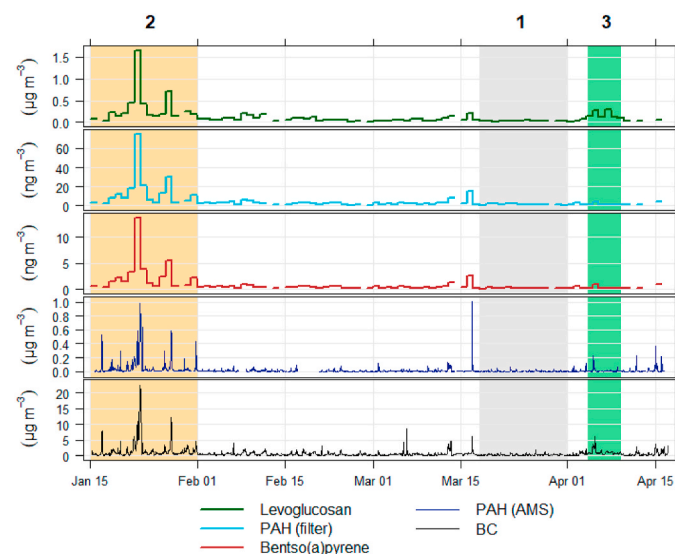 2 1 3
1.5
1.0
0.5
0.0
(µg m⁻³)
60
40
20
0
(ng m⁻³)
10
5
0
(ng m⁻³)
1.0
0.8
0.6
0.4
0.2
0.0
(µg m⁻³)
20
15
10
5
0
(µg m⁻³)
Jan 15 Feb 01 Feb 15 Mar 01 Mar 15 Apr 01 Apr 15
Levoglucosan PAH (AMS)
PAH (filter) BC
Bentso(a)pyrene